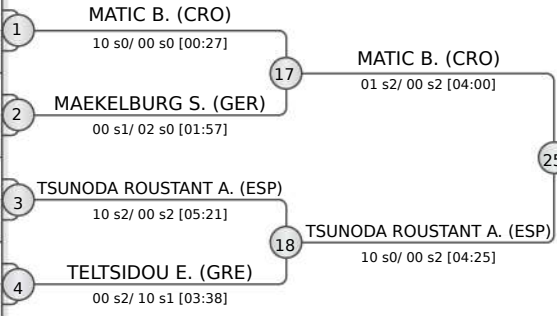 1
MATIC B. (CRO)
10 s0/ 00 s0 [00:27]
17
MATIC B. (CRO)
01 s2/ 00 s2 [04:00]
2
MAEKELBURG S. (GER)
00 s1/ 02 s0 [01:57]
25
3
TSUNODA ROUSTANT A. (ESP)
10 s2/ 00 s2 [05:21]
18
TSUNODA ROUSTANT A. (ESP)
10 s0/ 00 s2 [04:25]
4
TELTSIDOU E. (GRE)
00 s2/ 10 s1 [03:38]